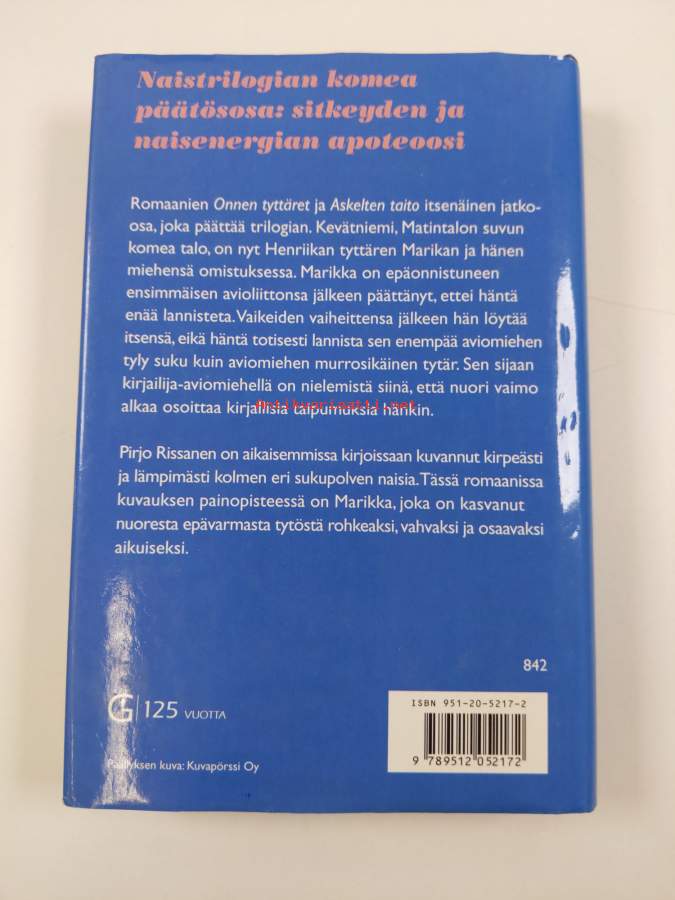 Naistrilogian komea
päätösosa: sitkeyden ja
naisenergian apoteoosi
Romaanien Onnen tyttäret ja Askelten taito itsenäinen jatko-
osa, joka päättää trilogian. Kevätniemi, Matintalon suvun
komea talo, on nyt Henriikan tyttären Marikan ja hänen
miehensä omistuksessa. Marikka on epäonnistuneen
ensimmäisen avioliittonsa jälkeen päättänyt, ettei häntä
enää lannisteta. Vaikeiden vaiheittensa jälkeen hän löytää
itsensä, eikä häntä totisesti lannista sen enempää aviomiehen
tyly suku kuin aviomiehen murrosikäinen tytär. Sen sijaan
kirjailija-aviomiehellä on nielemistä siinä, että nuori vaimo
alkaa osoittaa kirjallisia taipumuksia hänkin.
Antikvariaatti.net
Pirjo Rissanen on aikaisemmissa kirjoissaan kuvannut kirpeästi
ja lämpimästi kolmen eri sukupolven naisia. Tässä romaanissa
kuvauksen painopisteessä on Marikka, joka on kasvanut
nuoresta epävarmasta tytöstä rohkeaksi, vahvaksi ja osaavaksi
aikuiseksi.
842
G 125 VUOTTA
ISBN 951-20-5217-2
9 789512 052172
Päällyksen kuva: Kuvapörssi Oy